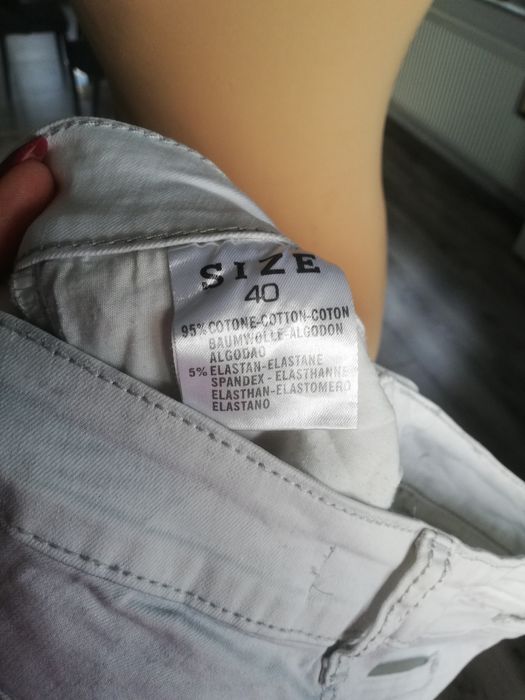 SIZE
40
95% COTONE-COTTON-COTON
BAUMWOLLE-ALGODON
ALGODAO
5% ELASTAN-ELASTANE
SPANDEX - ELASTHANNE
ELASTHAN-ELASTOMERO
ELASTANO